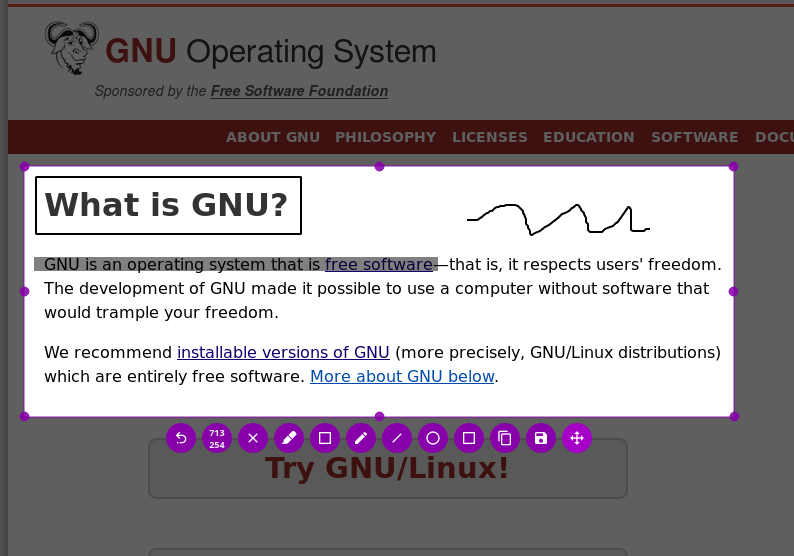 GNU Operating System
Sponsored by the Free Software Foundation
ABOUT GNU PHILOSOPHY LICENSES EDUCATION SOFTWARE DOCU
What is GNU?
GNU is an operating system that is free software—that is, it respects users' freedom.
The development of GNU made it possible to use a computer without software that
would trample your freedom.
We recommend installable versions of GNU (more precisely, GNU/Linux distributions)
which are entirely free software. More about GNU below.
713
254
Try GNU/Linux!